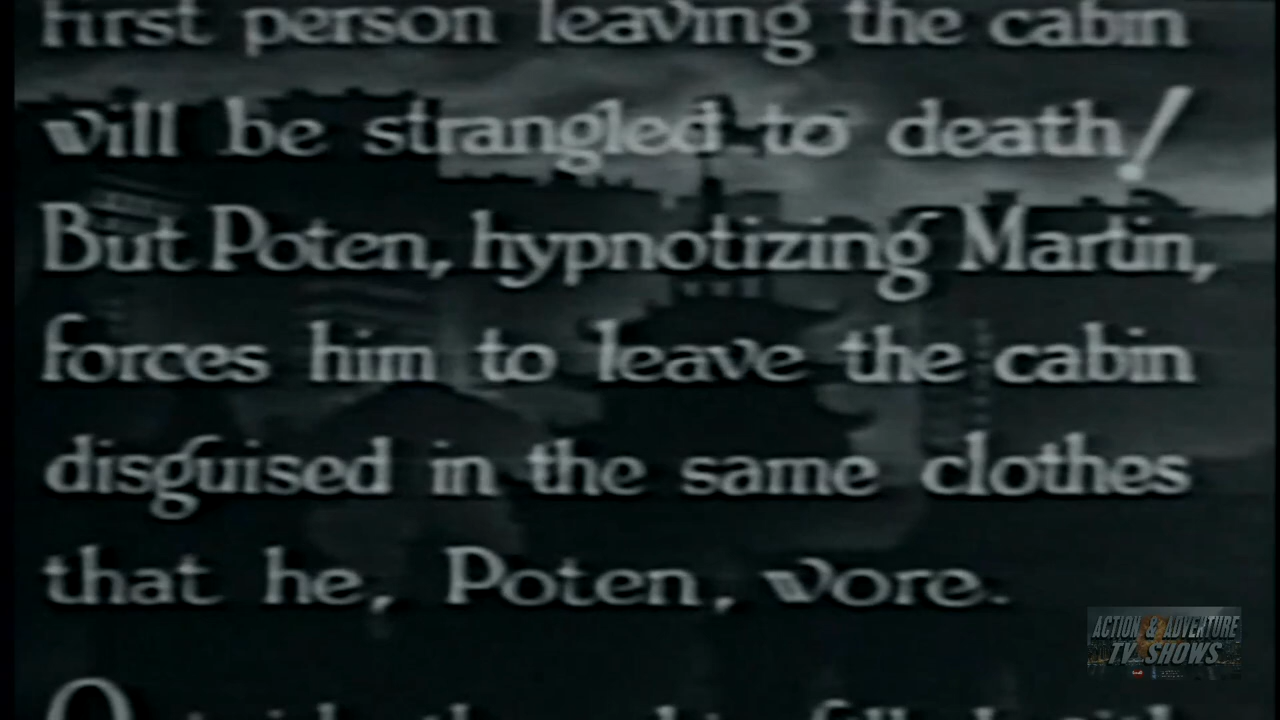 first person leaving the cabin
will be strangled to death!
But Poten, hypnotizing Martin,
forces him to leave the cabin
disguised in the same clothes
that he, Poten, wore.
ACTION & ADVENTURE
TV SHOWS